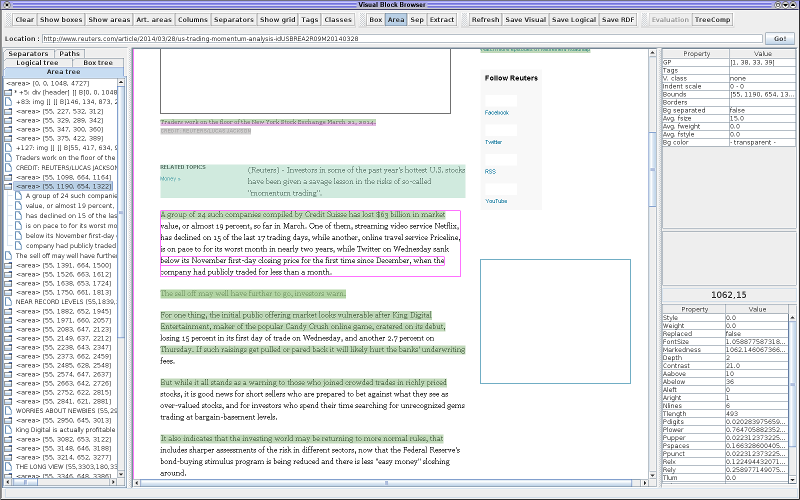 Visual Block Browser
Clear Show boxes Show areas Art. areas Columns Separators Show grid Tags Classes Box Area Sep Extract Refresh Save Visual Save Logical Save RDF Evaluation TreeComp
Location : http://www.reuters.com/article/2014/03/28/us-trading-momentum-analysis-idUSBREA2R09M20140328 Go!
Separators Paths
Logical tree Box tree
Area tree
<area> [0, 0, 1048, 4727]
* +5: div [header] || B[0, 0, 1048
+83: img || || B[146, 134, 873, 2
<area> [55, 227, 532, 312]
<area> [55, 329, 289, 342]
<area> [55, 347, 300, 360]
<area> [55, 375, 422, 389]
+127: img || || B[55, 417, 634, 9
Traders work on the floor of the
CREDIT: REUTERS/LUCAS JACKSON
<area> [55, 1098, 664, 1164]
<area> [55, 1190, 654, 1322]
A group of 24 such companie
value, or almost 19 percent,
has declined on 15 of the las
is on pace to for its worst mo
below its November first-day
company had publicly traded
The sell off may well have further
<area> [55, 1391, 664, 1500]
<area> [55, 1526, 663, 1612]
<area> [55, 1638, 653, 1724]
<area> [55, 1750, 661, 1813]
NEAR RECORD LEVELS (55,1839,
<area> [55, 1882, 652, 1945]
<area> [55, 1971, 660, 2057]
<area> [55, 2083, 647, 2123]
<area> [55, 2149, 637, 2212]
<area> [55, 2238, 643, 2347]
<area> [55, 2373, 662, 2459]
<area> [55, 2485, 628, 2548]
<area> [55, 2574, 647, 2637]
<area> [55, 2663, 642, 2726]
<area> [55, 2752, 622, 2815]
<area> [55, 2841, 621, 2881]
WORRIES ABOUT NEWBIES (55,29
<area> [55, 2950, 645, 3013]
King Digital is actually profitable
<area> [55, 3082, 653, 3122]
<area> [55, 3148, 646, 3188]
<area> [55, 3214, 652, 3277]
THE LONG VIEW (55,3303,180,33
<area> [55, 3346, 648, 3386]
Traders work on the floor of the New York Stock Exchange March 21, 2014.
CREDIT: REUTERS/LUCAS JACKSON
RELATED TOPICS
Money »
(Reuters) - Investors in some of the past year's hottest U.S. stocks
have been given a savage lesson in the risks of so-called
"momentum trading".
A group of 24 such companies compiled by Credit Suisse has lost $63 billion in market
value, or almost 19 percent, so far in March. One of them, streaming video service Netflix,
has declined on 15 of the last 17 trading days, while another, online travel service Priceline,
is on pace to for its worst month in nearly two years, while Twitter on Wednesday sank
below its November first-day closing price for the first time since December, when the
company had publicly traded for less than a month.
The sell off may well have further to go, investors warn.
For one thing, the initial public offering market looks vulnerable after King Digital
Entertainment, maker of the popular Candy Crush online game, cratered on its debut,
losing 15 percent in its first day of trade on Wednesday, and another 2.7 percent on
Thursday. If such raisings get pulled or pared back it will likely hurt the banks' underwriting
fees.
But while it all stands as a warning to those who joined crowded trades in richly priced
stocks, it is good news for short sellers who are prepared to bet against what they see as
over-valued stocks, and for investors who spend their time searching for unrecognized gems
trading at bargain-basement levels.
It also indicates that the investing world may be returning to more normal rules, that
includes sharper assessments of the risk in different sectors, now that the Federal Reserve's
bond-buying stimulus program is being reduced and there is less "easy money" sloshing
around.
Follow Reuters
Facebook
Twitter
RSS
YouTube
Property Value
GP [1, 38, 33, 39]
Tags
V. class none
Indent scale 0 - 0
Bounds [55, 1190, 654, 13...
Borders
Bg separated false
Avg. fsize 15.0
Avg. fweight 0.0
Avg. fstyle 0.0
Bg color - transparent -
1062,15
Property Value
Style 0.0
Weight 0.0
Replaced false
FontSize 1.058877587318...
Markedness 1062.146067366...
Depth 2
Contrast 21.0
Aabove 10
Abelow 36
Aleft 0
Aright 1
Nlines 6
Tlength 493
Pdigits 0.020283975659...
Plower 0.764705882352...
Pupper 0.022312373225...
Pspaces 0.166328600405...
Ppunct 0.022312373225...
Relx 0.122494432071...
Rely 0.258977149075...
Tlum 0.0